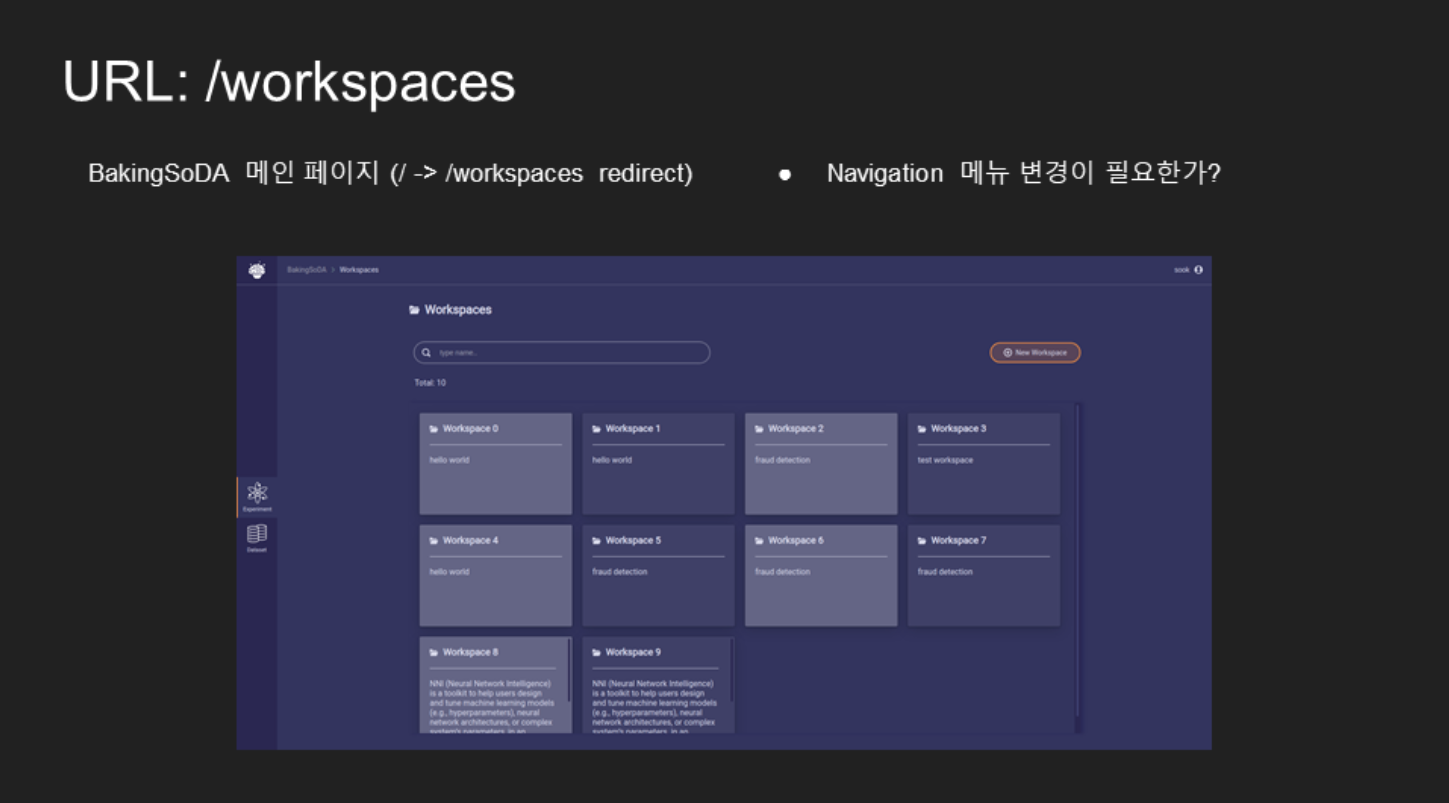 URL: /workspaces
BakingSoDA 메인 페이지 (/ -> /workspaces redirect)
● Navigation 메뉴 변경이 필요한가?
BakingSoDA > Workspaces
sook
Workspaces
type name..
New Workspace
Total: 10
Workspace 0
hello world
Workspace 1
hello world
Workspace 2
fraud detection
Workspace 3
test workspace
Experiment
Dataset
Workspace 4
hello world
Workspace 5
fraud detection
Workspace 6
fraud detection
Workspace 7
fraud detection
Workspace 8
NNI (Neural Network Intelligence)
is a toolkit to help users design
and tune machine learning models
(e.g., hyperparameters), neural
network architectures, or complex
system's parameters, in an
Workspace 9
NNI (Neural Network Intelligence)
is a toolkit to help users design
and tune machine learning models
(e.g., hyperparameters), neural
network architectures, or complex
system's parameters, in an